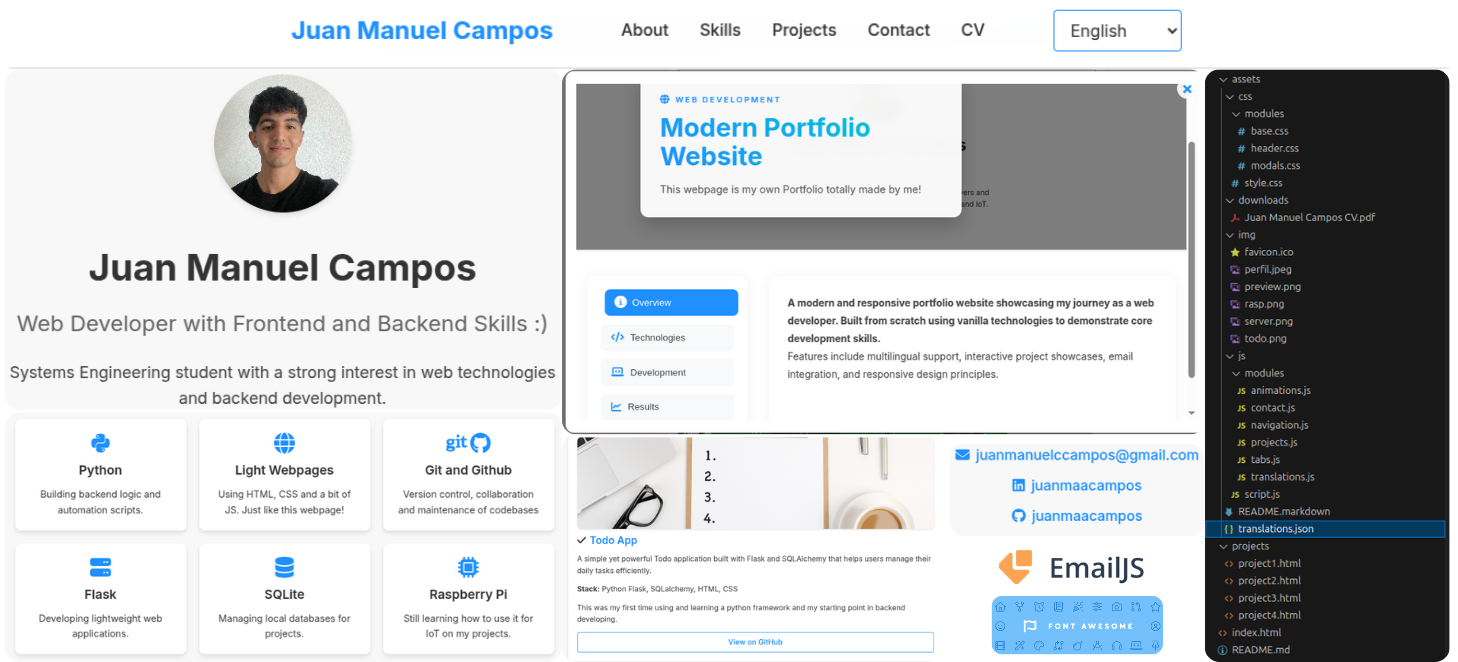 Juan Manuel Campos
About Skills Projects Contact CV English
Juan Manuel Campos
Web Developer with Frontend and Backend Skills :)
Systems Engineering student with a strong interest in web technologies
and backend development.
Python
Building backend logic and
automation scripts.
Light Webpages
Using HTML, CSS and a bit of
JS. Just like this webpage!
git
Git and Github
Version control, collaboration
and maintenance of codebases
Flask
Developing lightweight web
applications.
SQLite
Managing local databases for
projects.
Raspberry Pi
Still learning how to use it for
IoT on my projects.
WEB DEVELOPMENT
Modern Portfolio
Website
This webpage is my own Portfolio totally made by me!
s
vers and
and IoT.
Overview
Technologies
Development
Results
A modern and responsive portfolio website showcasing my journey as a web
developer. Built from scratch using vanilla technologies to demonstrate core
development skills.
Features include multilingual support, interactive project showcases, email
integration, and responsive design principles.
1.
2.
3.
4.
Todo App
A simple yet powerful Todo application built with Flask and SQLAlchemy that helps users manage their
daily tasks efficiently.
Stack: Python Flask, SQLalchemy, HTML, CSS
This was my first time using and learning a python framework and my starting point in backend
developing.
View on GitHub
juanmanuelccampos@gmail.com
juanmaacampos
juanmaacampos
EmailJS
FONT AWESOME
assets
css
modules
base.css
header.css
modals.css
style.css
downloads
Juan Manuel Campos CV.pdf
img
favicon.ico
perfil.jpeg
preview.png
rasp.png
server.png
todo.png
js
modules
animations.js
contact.js
navigation.js
projects.js
tabs.js
translations.js
script.js
README.markdown
translations.json
projects
project1.html
project2.html
project3.html
project4.html
index.html
README.md